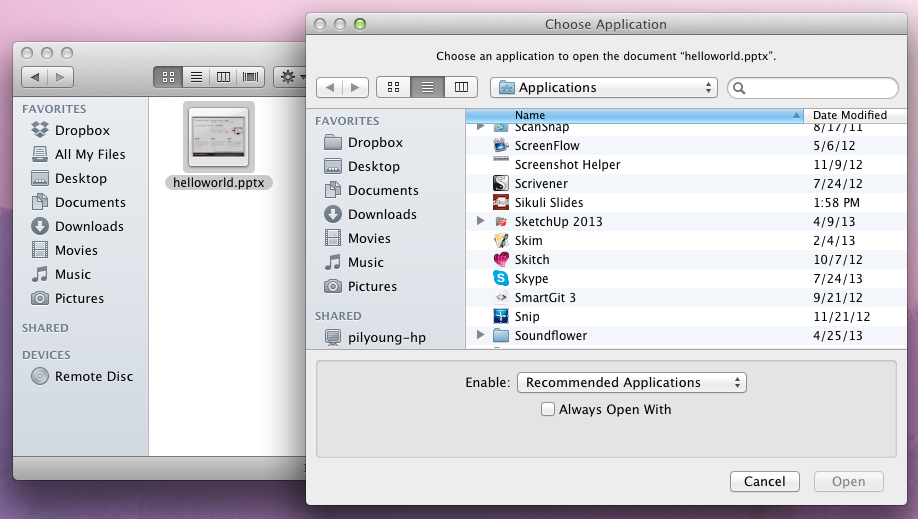 Choose Application
Choose an application to open the document “helloworld.pptx”.
FAVORITES
Dropbox
All My Files
Desktop
Documents
Downloads
Movies
Music
Pictures
SHARED
DEVICES
Remote Disc
helloworld.pptx
Applications
FAVORITES
Dropbox
Desktop
Documents
Downloads
Movies
Music
Pictures
SHARED
pilyoung-hp
Name Date Modified
ScanSnap 8/17/11
ScreenFlow 5/6/12
Screenshot Helper 11/9/12
Scrivener 7/24/12
Sikuli Slides 1:58 PM
SketchUp 2013 4/9/13
Skim 2/4/13
Skitch 10/7/12
Skype 7/24/13
SmartGit 3 9/21/12
Snip 11/21/12
Soundflower 4/25/13
Enable: Recommended Applications
Always Open With
Cancel Open